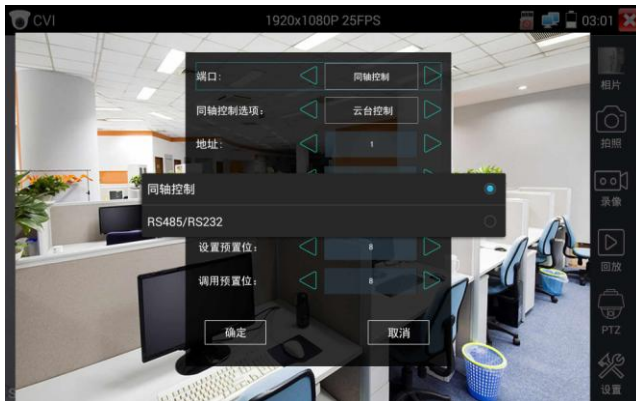 CVI
1920x1080P 25FPS
03:01
端口:
同轴控制
同轴控制选项:
云台控制
地址:
1
同轴控制
RS485/RS232
设置预置位:
8
调用预置位:
8
确定
取消
相片
拍照
录像
回放
PTZ
设置